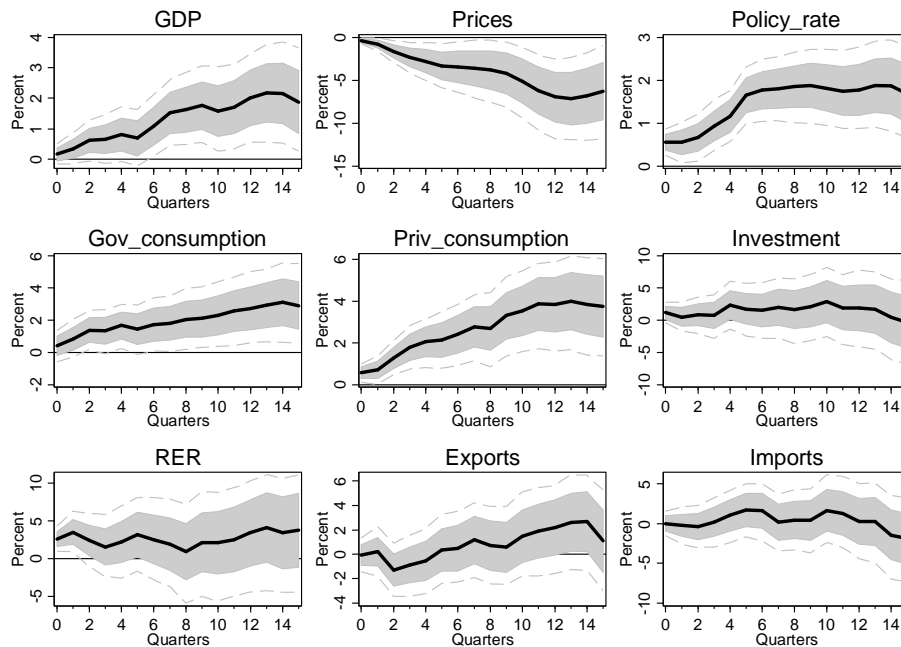 GDP
Prices
Policy_rate
Percent
0 1 2 3 4
0 2 4 6 8 10 12 14
Quarters
Percent
-15 -10 -5 0
0 2 4 6 8 10 12 14
Quarters
Percent
0 1 2 3
0 2 4 6 8 10 12 14
Quarters
Gov_consumption
Priv_consumption
Investment
Percent
-2 0 2 4 6
0 2 4 6 8 10 12 14
Quarters
Percent
0 2 4 6
0 2 4 6 8 10 12 14
Quarters
Percent
-10 -5 0 5 10
0 2 4 6 8 10 12 14
Quarters
RER
Exports
Imports
Percent
-5 0 5 10
0 2 4 6 8 10 12 14
Quarters
Percent
-4 -2 0 2 4 6
0 2 4 6 8 10 12 14
Quarters
Percent
-10 -5 0 5
0 2 4 6 8 10 12 14
Quarters